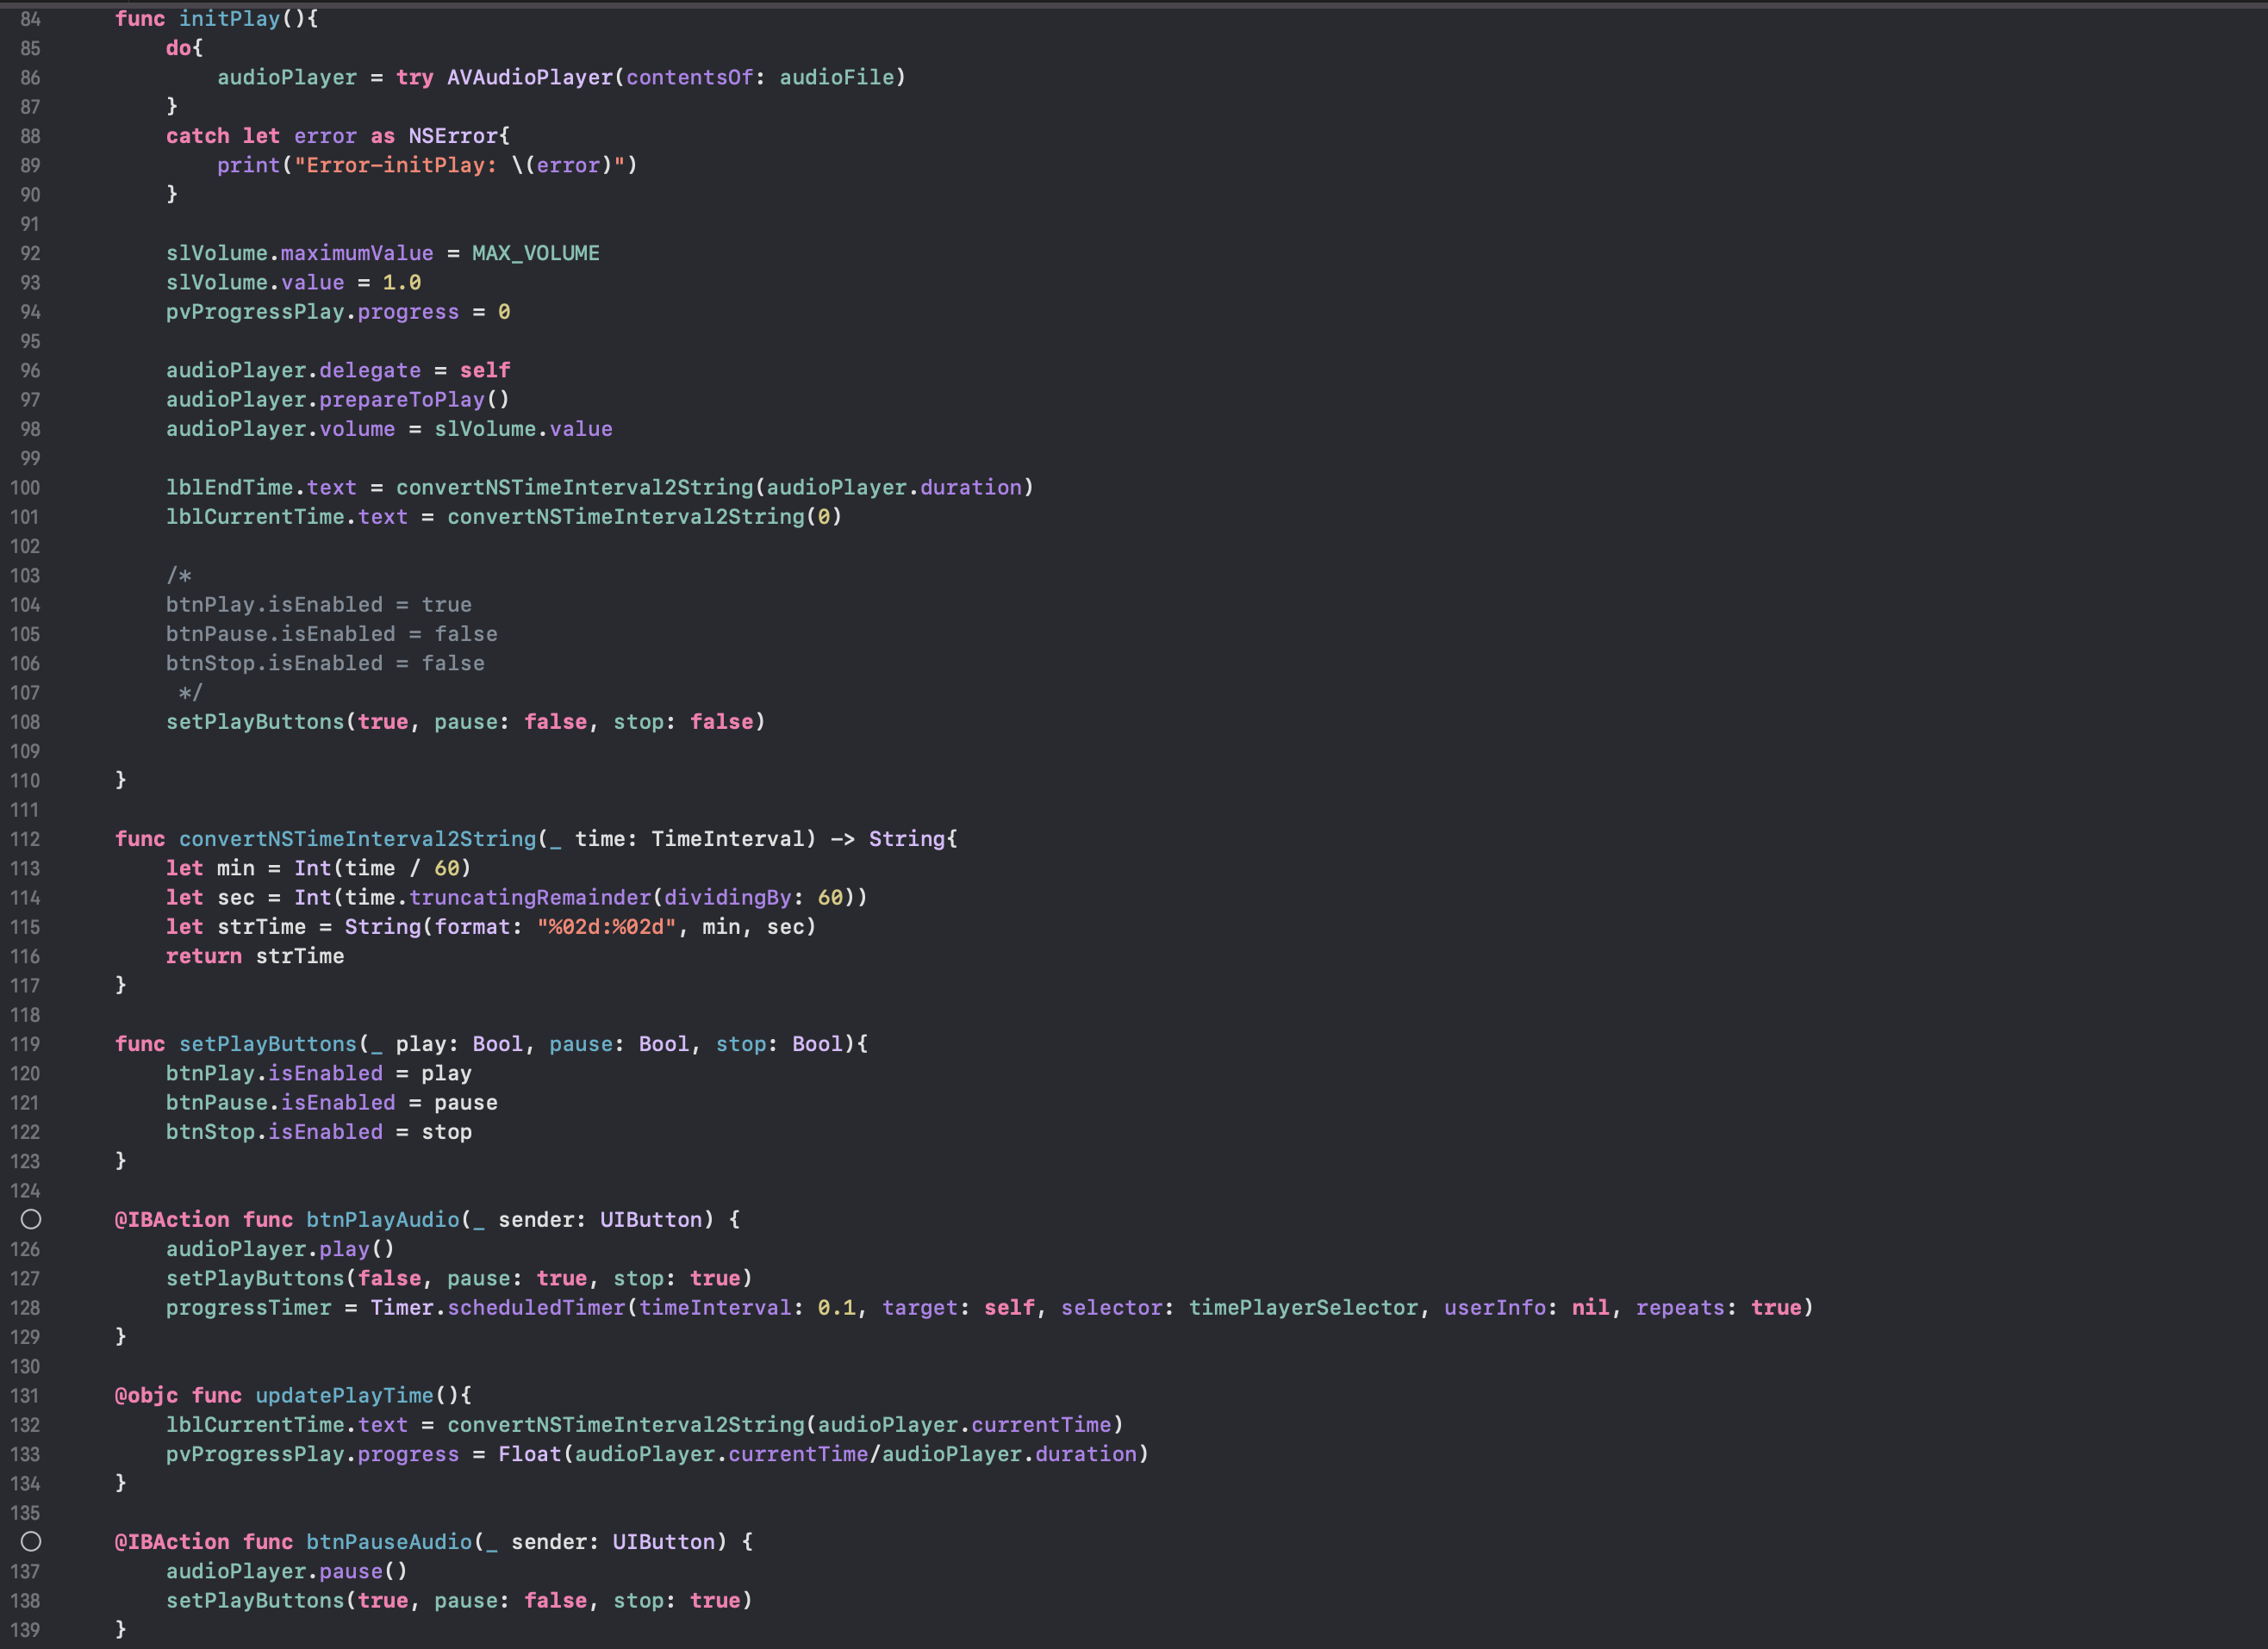 84 func initPlay(){
85 do{
86 audioPlayer = try AVAudioPlayer(contentsOf: audioFile)
87 }
88 catch let error as NSError{
89 print("Error-initPlay: \(error)")
90 }
91
92 slVolume.maximumValue = MAX_VOLUME
93 slVolume.value = 1.0
94 pvProgressPlay.progress = 0
95
96 audioPlayer.delegate = self
97 audioPlayer.prepareToPlay()
98 audioPlayer.volume = slVolume.value
99
100 lblEndTime.text = convertNSTimeInterval2String(audioPlayer.duration)
101 lblCurrentTime.text = convertNSTimeInterval2String(0)
102
103 /*
104 btnPlay.isEnabled = true
105 btnPause.isEnabled = false
106 btnStop.isEnabled = false
107 */
108 setPlayButtons(true, pause: false, stop: false)
109
110 }
111
112 func convertNSTimeInterval2String(_ time: TimeInterval) -> String{
113 let min = Int(time / 60)
114 let sec = Int(time.truncatingRemainder(dividingBy: 60))
115 let strTime = String(format: "%02d:%02d", min, sec)
116 return strTime
117 }
118
119 func setPlayButtons(_ play: Bool, pause: Bool, stop: Bool){
120 btnPlay.isEnabled = play
121 btnPause.isEnabled = pause
122 btnStop.isEnabled = stop
123 }
124
@IBAction func btnPlayAudio(_ sender: UIButton) {
126 audioPlayer.play()
127 setPlayButtons(false, pause: true, stop: true)
128 progressTimer = Timer.scheduledTimer(timeInterval: 0.1, target: self, selector: timePlayerSelector, userInfo: nil, repeats: true)
129 }
130
131 @objc func updatePlayTime(){
132 lblCurrentTime.text = convertNSTimeInterval2String(audioPlayer.currentTime)
133 pvProgressPlay.progress = Float(audioPlayer.currentTime/audioPlayer.duration)
134 }
135
@IBAction func btnPauseAudio(_ sender: UIButton) {
137 audioPlayer.pause()
138 setPlayButtons(true, pause: false, stop: true)
139 }